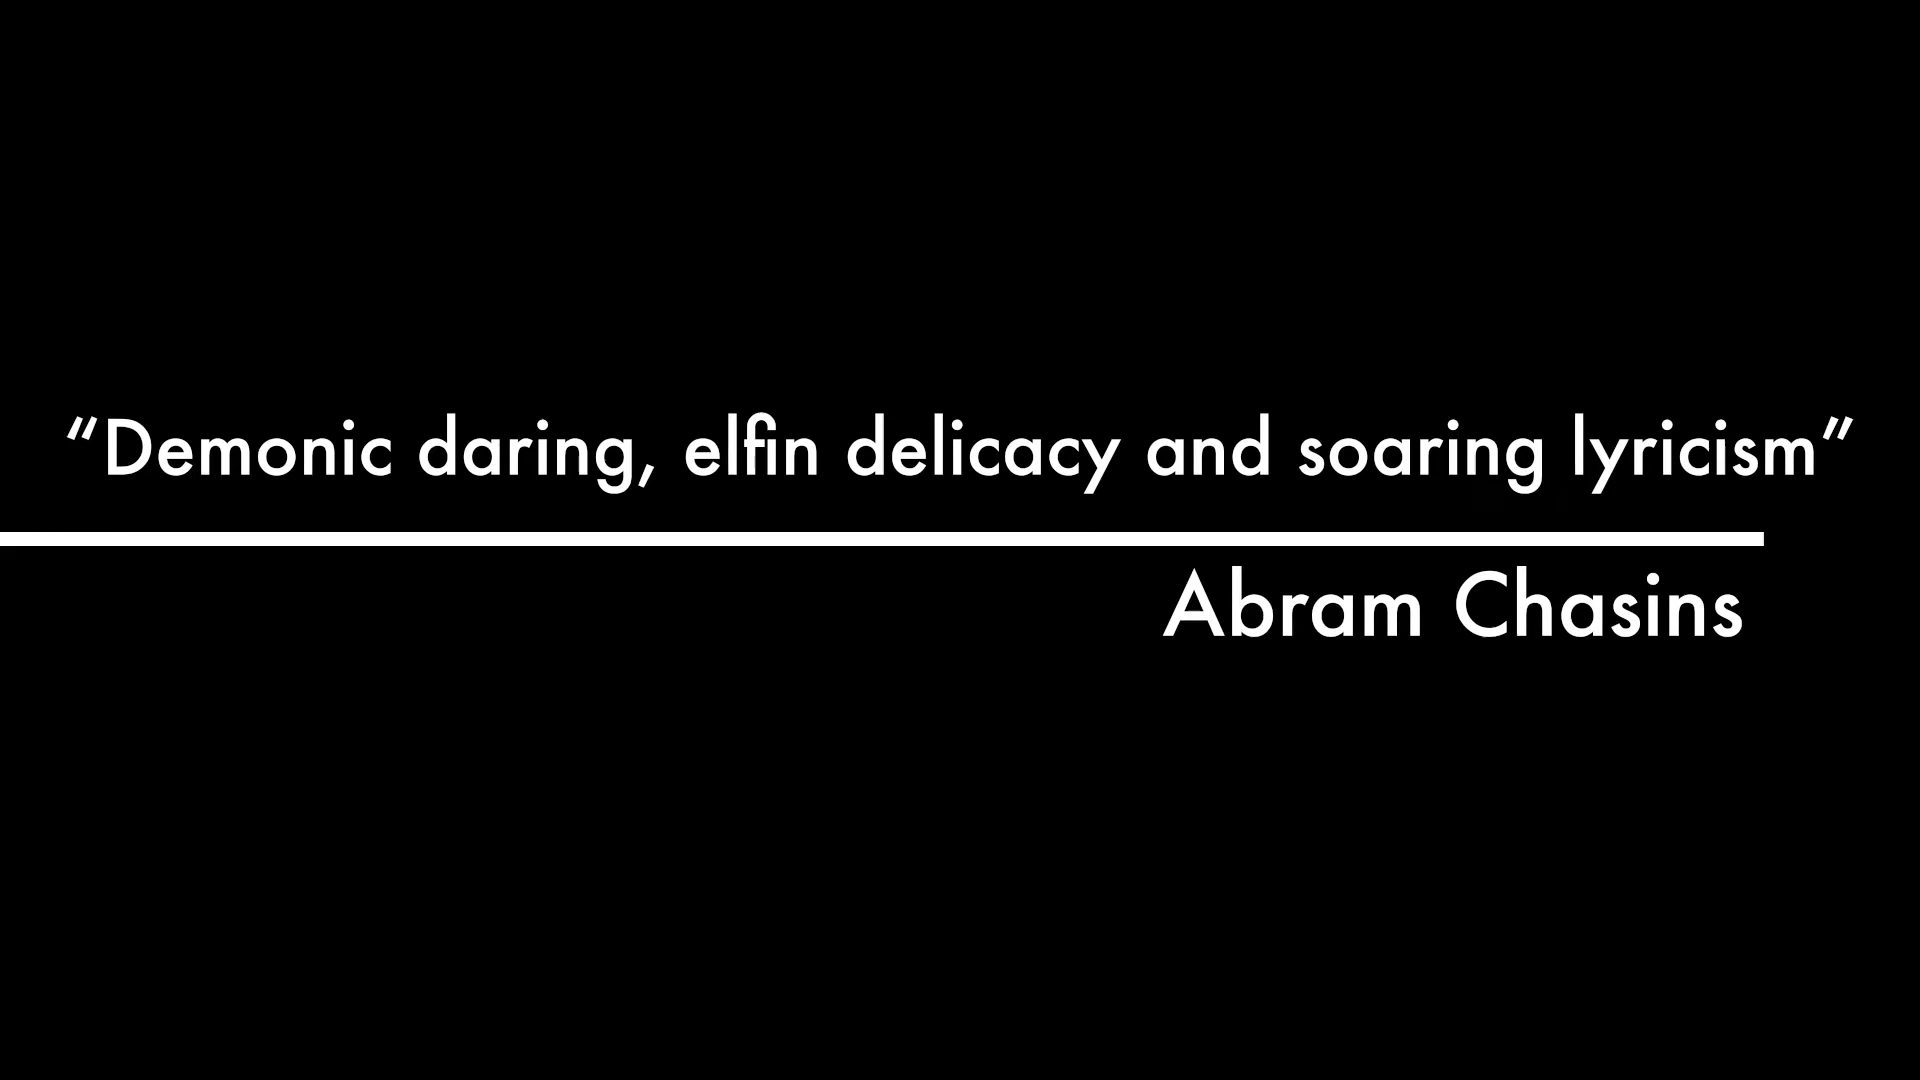 “Demonic daring, elfin delicacy and soaring lyricism”
Abram Chasins